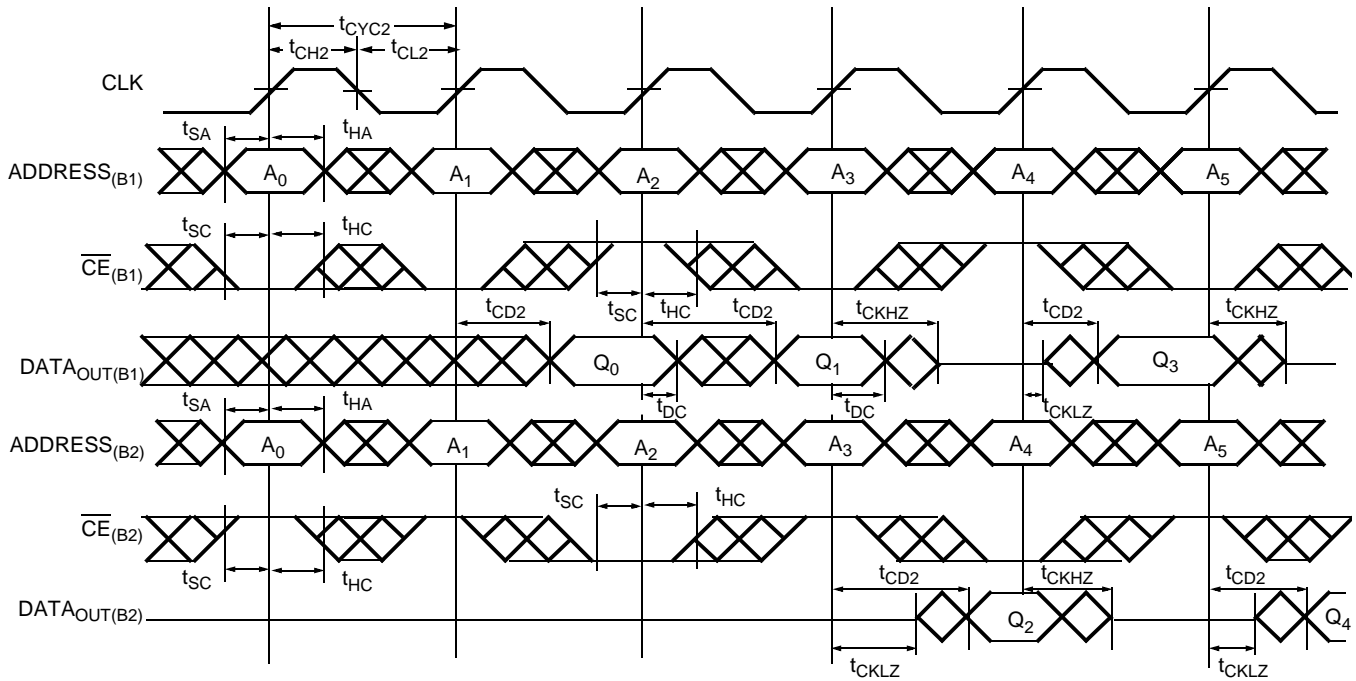 tCYC2
tCH2 tCL2
CLK
tSA tHA
ADDRESS(B1) A0 A1 A2 A3 A4 A5
tSC tHC
CE(B1)
tSC tHC
tCD2 tCD2 tCKHZ tCD2 tCKHZ
DATAOUT(B1) Q0 Q1 Q3
tSA tHA tDC tDC tCKLZ
ADDRESS(B2) A0 A1 A2 A3 A4 A5
tSC tHC
CE(B2)
tSC tHC tCD2 tCKHZ tCD2
DATAOUT(B2) Q2 Q4
tCKLZ tCKLZ